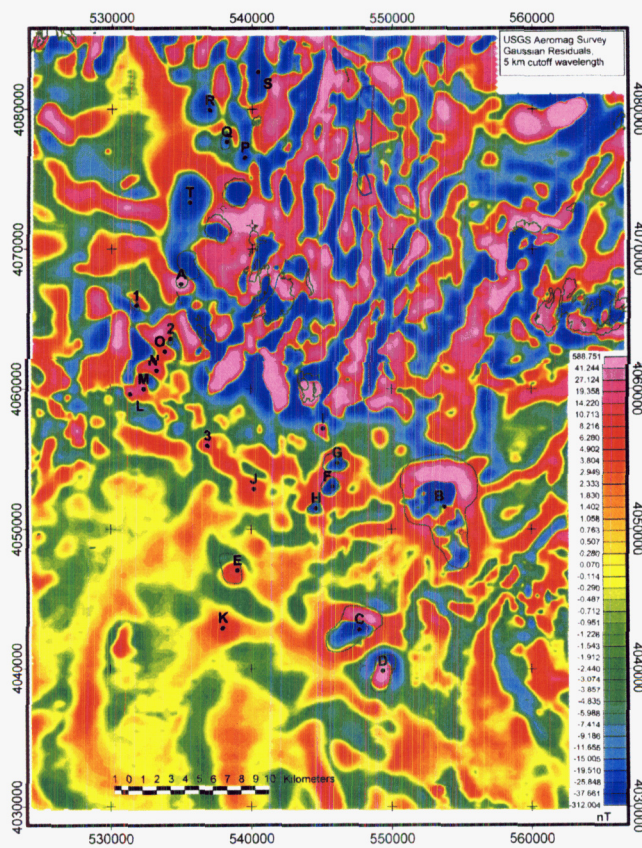 530000 540000 550000 560000
USGS Aeromag Survey
Gaussian Residuals,
5 km cutoff wavelength
4080000 4080000
S
R
Q
P
T
4070000 4070000
A
1
2
O
N
M
L
4060000 4060000
3
G
F
J
H
B
4050000 4050000
E
K
C
D
4040000 4040000
588.751
41.244
27.124
19.358
14.220
10.713
8.216
6.280
4.902
3.804
2.949
2.333
1.830
1.402
1.058
0.763
0.507
0.280
0.070
-0.114
-0.290
-0.487
-0.712
-0.951
-1.226
-1.543
-1.912
-2.440
-3.074
-3.857
-4.835
-5.988
-7.414
-9.186
-11.656
-15.005
-19.510
-25.848
-37.661
-312.004
nT
1 0 1 2 3 4 5 6 7 8 9 10 Kilometers
4030000 4030000
530000 540000 550000 560000